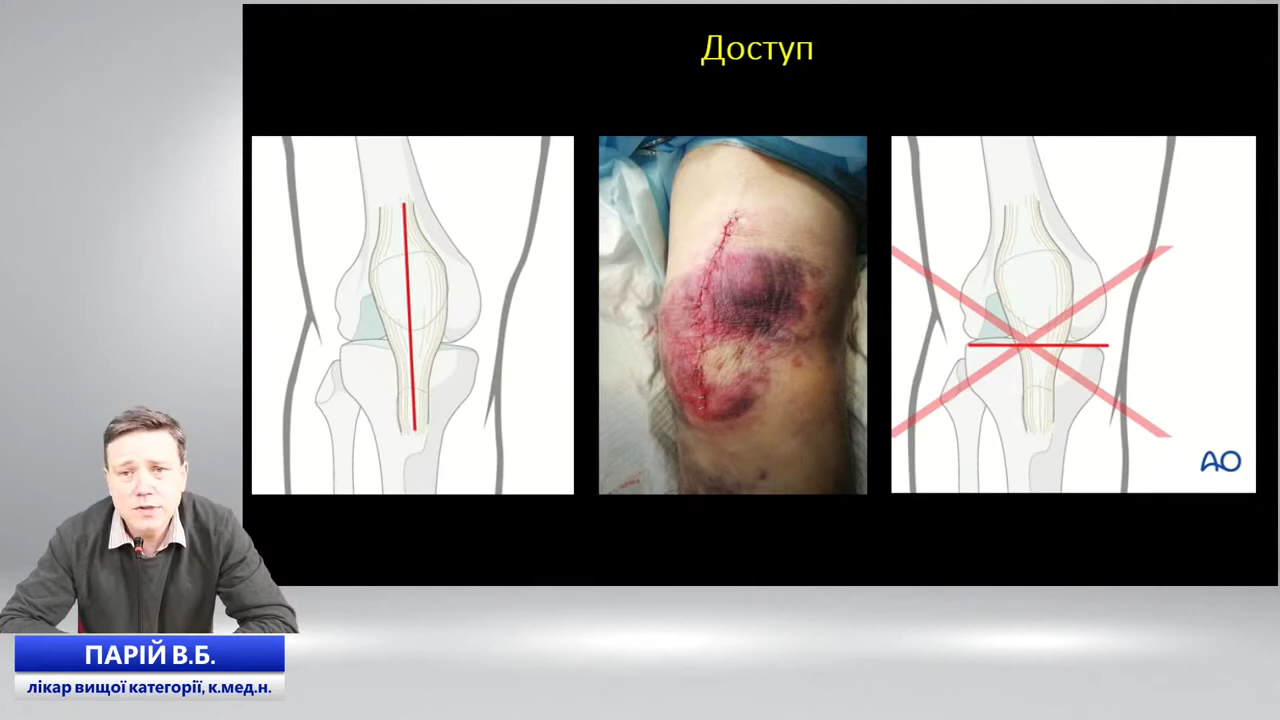 Доступ
AO
ПАРІЙ В.Б.
лікар вищої категорії, к.мед.н.